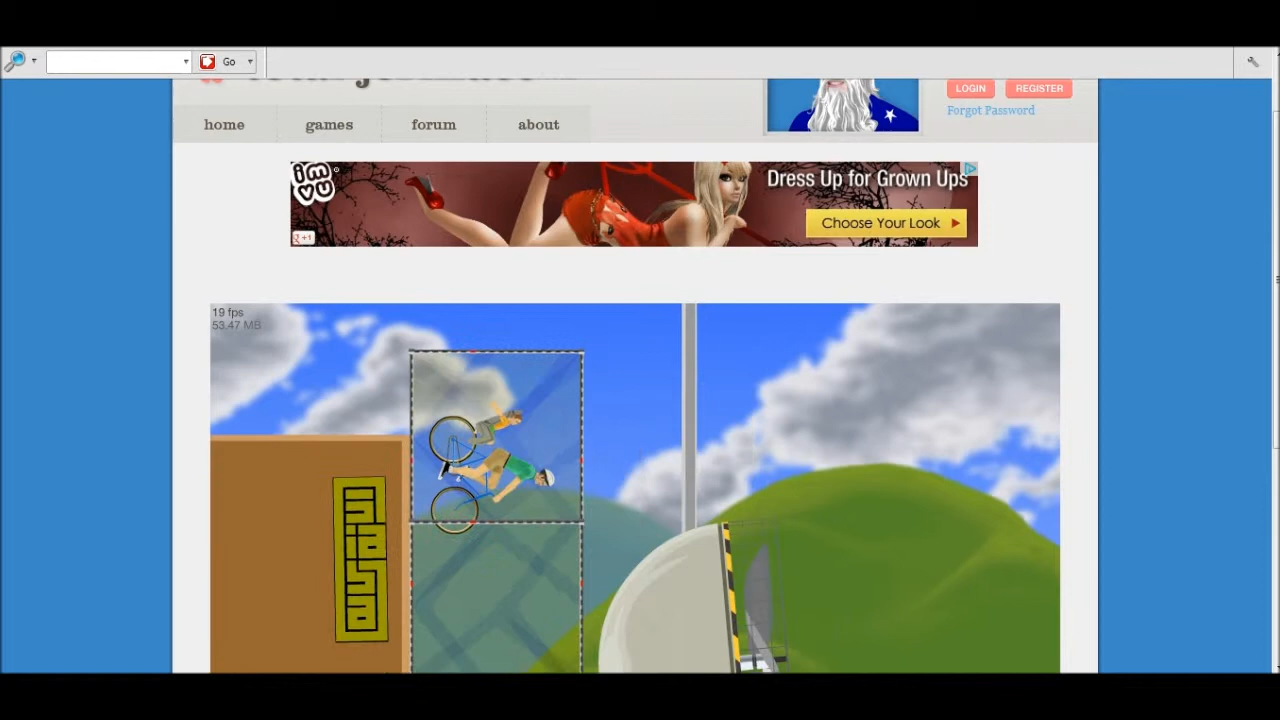 Go
LOGIN
REGISTER
Forgot Password
home
games
forum
about
imvu
Dress Up for Grown Ups
Choose Your Look
+1
19 fps
53.47 MB